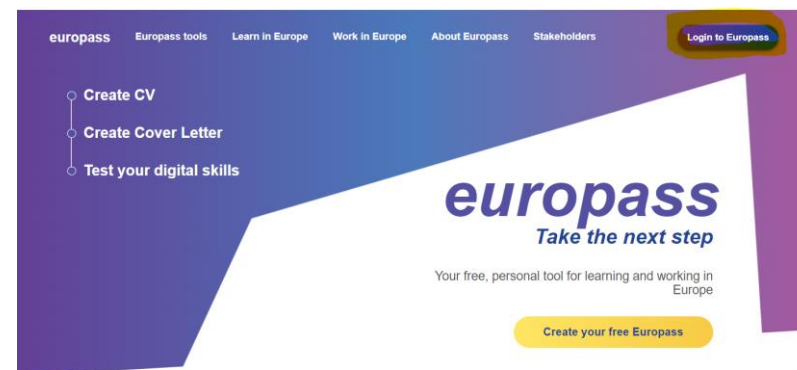 europass Europass tools Learn in Europe Work in Europe About Europass Stakeholders Login to Europass
Create CV
Create Cover Letter
Test your digital skills
europass
Take the next step
Your free, personal tool for learning and working in
Europe
Create your free Europass